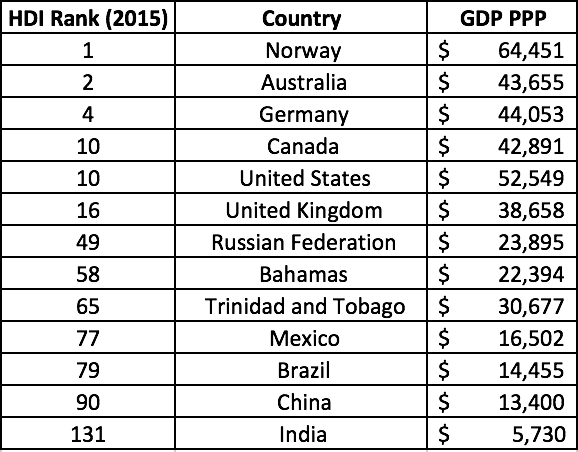 HDI Rank (2015) Country GDP PPP
1 Norway $ 64,451
2 Australia $ 43,655
4 Germany $ 44,053
10 Canada $ 42,891
10 United States $ 52,549
16 United Kingdom $ 38,658
49 Russian Federation $ 23,895
58 Bahamas $ 22,394
65 Trinidad and Tobago $ 30,677
77 Mexico $ 16,502
79 Brazil $ 14,455
90 China $ 13,400
131 India $ 5,730